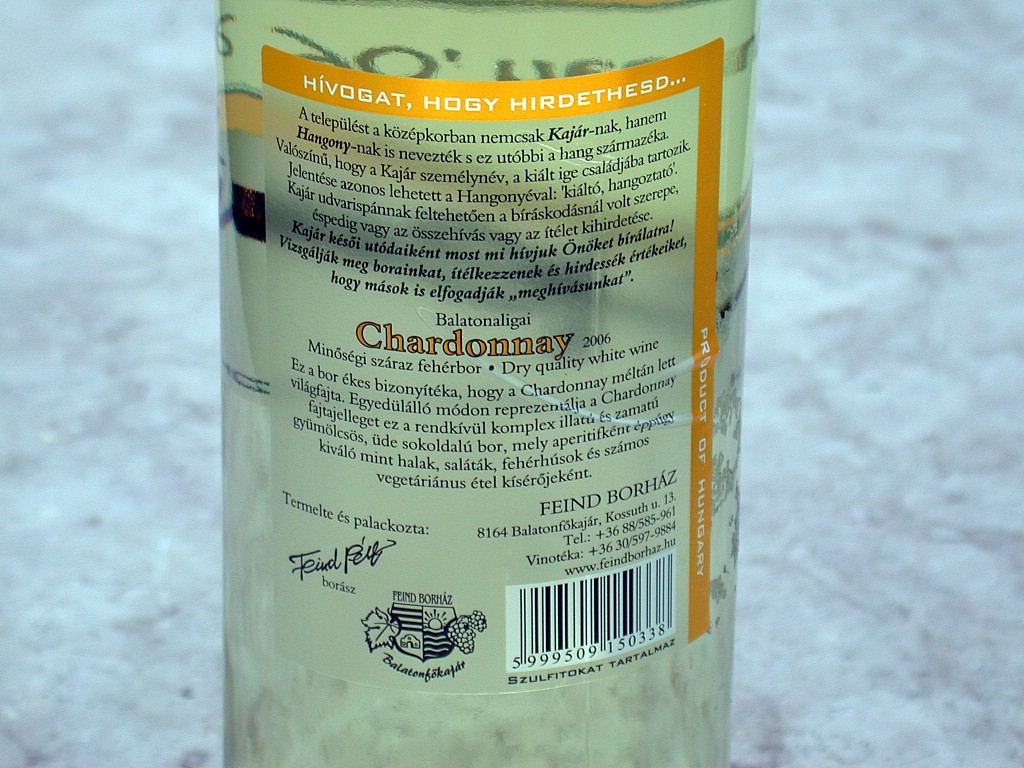 HÍVOGAT, HOGY HIRDETHESD...
A települést a középkorban nemcsak Kajár-nak, hanem
Hangony-nak is nevezték s ez utóbbi a hang származéka.
Valószínű, hogy a Kajár személynév, a kiált ige családjába tartozik.
Jelentése azonos lehetett a Hangonyéval: 'kiáltó, hangoztató'.
Kajár udvarispánnak feltehetően a bíráskodásnál volt szerepe,
éspedig vagy az összehívás vagy az ítélet kihirdetése.
Kajár késői utódaiként most mi hívjuk Önöket bírálatra!
Vizsgálják meg borainkat, ítélkezzenek és hirdessék értékeiket,
hogy mások is elfogadják „meghívásunkat”.
Balatonaligai
Chardonnay 2006
Minőségi száraz fehérbor • Dry quality white wine
Ez a bor ékes bizonyítéka, hogy a Chardonnay méltán lett
világfajta. Egyedülálló módon reprezentálja a Chardonnay
fajtajelleget ez a rendkívül komplex illatú és zamatú
gyümölcsös, üde sokoldalú bor, mely aperitifként éppúgy
kiváló mint halak, saláták, fehérhúsok és számos
vegetáriánus étel kísérőjeként.
Termelte és palackozta:
Feind
borász
FEIND BORHÁZ
8164 Balatonfőkajár, Kossuth u. 13.
Tel.: +36 88/585-961
Vinotéka: +36 30/597-9884
www.feindborhaz.hu
FEIND BORHÁZ
Balatonfőkajár
5 999509 150338
SZULFITOKAT TARTALMAZ
PRODUCT OF HUNGARY